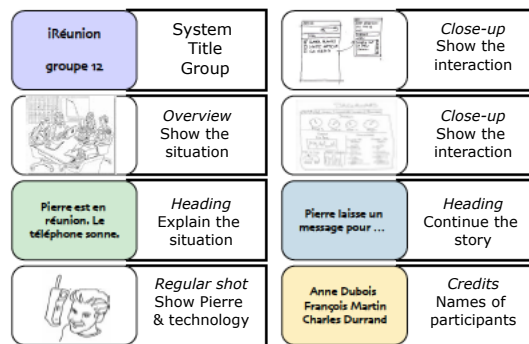 iRéunion
groupe 12
System
Title
Group
Overview
Show the
situation
Pierre est en
réunion. Le
téléphone sonne.
Heading
Explain the
situation
Regular shot
Show Pierre
& technology
Close-up
Show the
interaction
Close-up
Show the
interaction
Pierre laisse un
message pour ...
Heading
Continue the
story
Anne Dubois
François Martin
Charles Durrand
Credits
Names of
participants